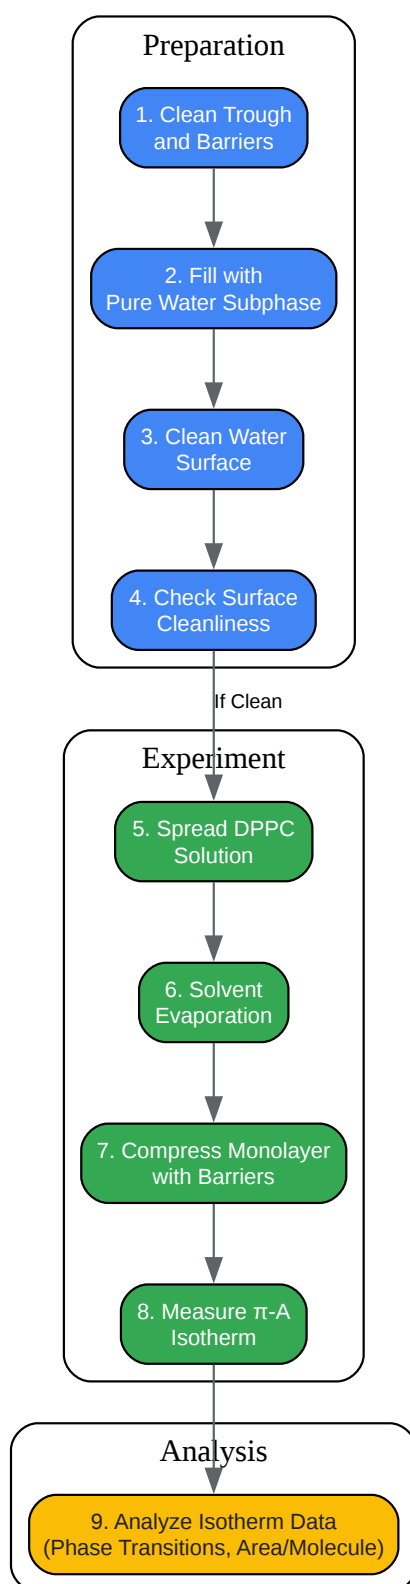 Preparation
1. Clean Trough
and Barriers
2. Fill with
Pure Water Subphase
3. Clean Water
Surface
4. Check Surface
Cleanliness
If Clean
Experiment
5. Spread DPPC
Solution
6. Solvent
Evaporation
7. Compress Monolayer
with Barriers
8. Measure π-A
Isotherm
Analysis
9. Analyze Isotherm Data
(Phase Transitions, Area/Molecule)